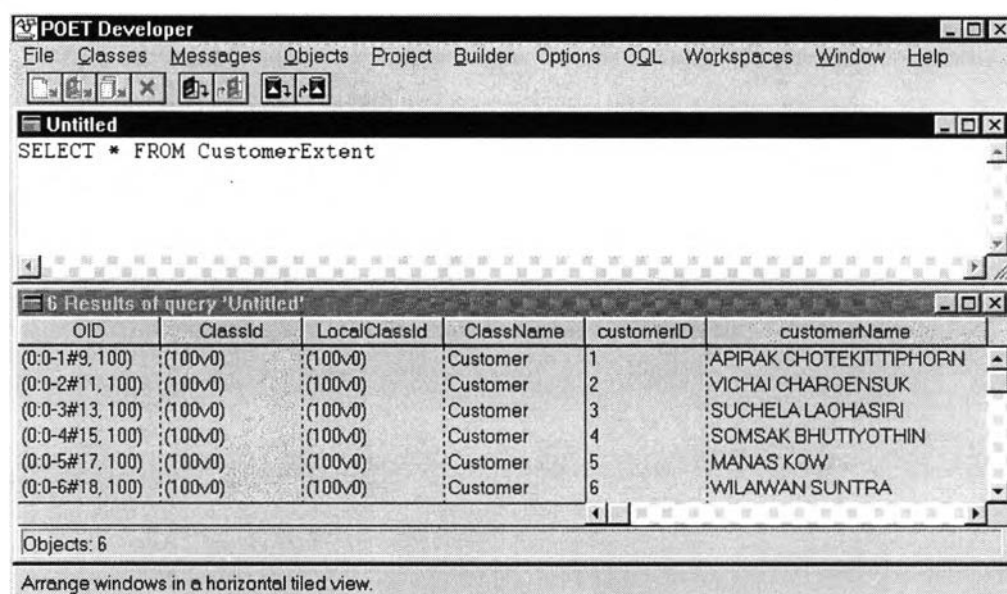 POET Developer
File Classes Messages Objects Project Builder Options OQL Workspaces Window Help
Untitled
SELECT * FROM CustomerExtent
6 Results of query 'Untitled'
OID ClassId LocalClassId ClassName customerID customerName
(0:0-1#9, 100) (100v0) (100v0) Customer 1 APIRAK CHOTEKITTIPHORN
(0:0-2#11, 100) (100v0) (100v0) Customer 2 VICHAI CHAROENSUK
(0:0-3#13, 100) (100v0) (100v0) Customer 3 SUCHELA LAOHASIRI
(0:0-4#15, 100) (100v0) (100v0) Customer 4 SOMSAK BHUTIYOTHIN
(0:0-5#17, 100) (100v0) (100v0) Customer 5 MANAS KOW
(0:0-6#18, 100) (100v0) (100v0) Customer 6 WILAIWAN SUNTRA
Objects: 6
Arrange windows in a horizontal tiled view.